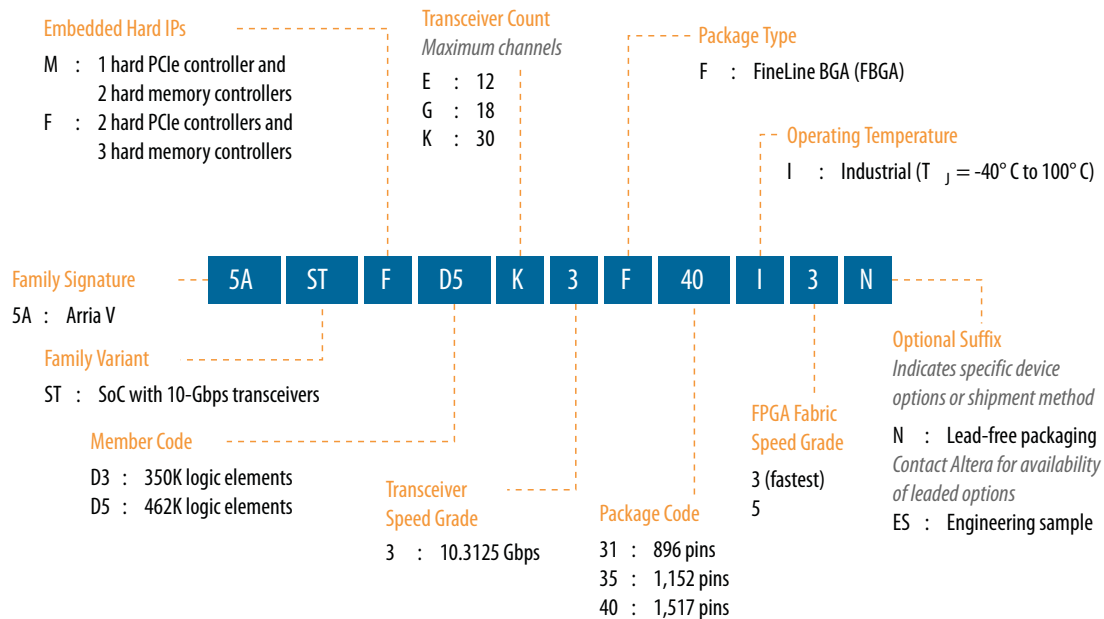 Embedded Hard IPs
M : 1 hard PCIe controller and
2 hard memory controllers
F : 2 hard PCIe controllers and
3 hard memory controllers
Transceiver Count
Maximum channels
E : 12
G : 18
K : 30
Package Type
F : FineLine BGA (FBGA)
Operating Temperature
I : Industrial (T J = -40° C to 100° C)
Family Signature
5A : Arria V
5A ST F D5 K 3 F 40 I 3 N
Family Variant
ST : SoC with 10-Gbps transceivers
Member Code
D3 : 350K logic elements
D5 : 462K logic elements
Transceiver
Speed Grade
3 : 10.3125 Gbps
Package Code
31 : 896 pins
35 : 1,152 pins
40 : 1,517 pins
FPGA Fabric
Speed Grade
3 (fastest)
5
Optional Suffix
Indicates specific device
options or shipment method
N : Lead-free packaging
Contact Altera for availability
of leaded options
ES : Engineering sample